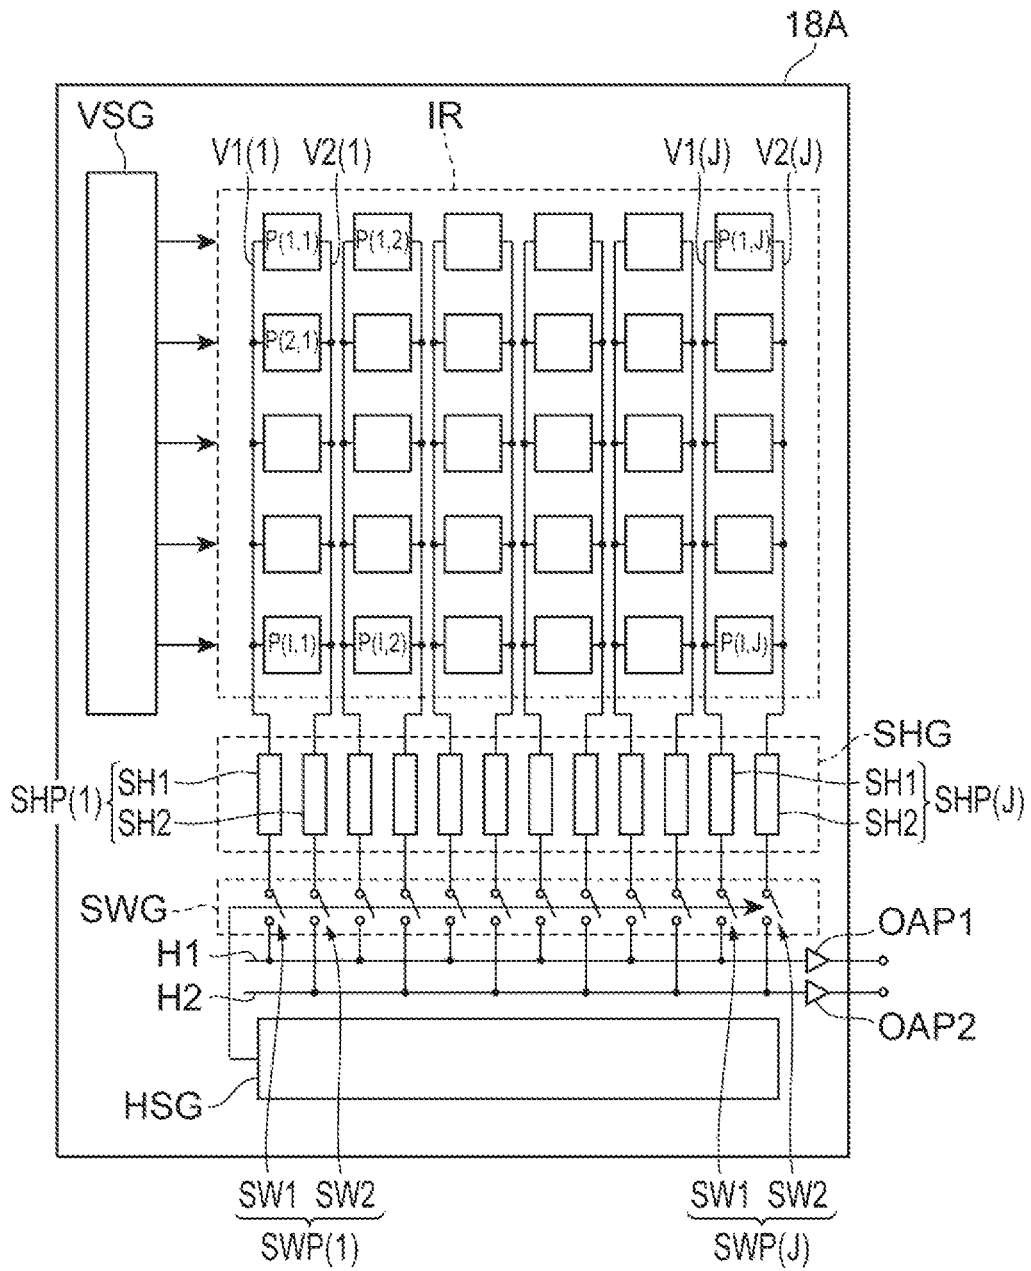 18A
VSG
IR
V1(1)
V2(1)
V1(J)
V2(J)
P(1,1)
P(1,2)
P(1,J)
P(2,1)
P(I,1)
P(I,2)
P(I,J)
SHG
SHP(1)
SH1
SH2
SH1
SH2
SHP(J)
SWG
H1
H2
OAP1
OAP2
HSG
SW1 SW2
SWP(1)
SW1 SW2
SWP(J)